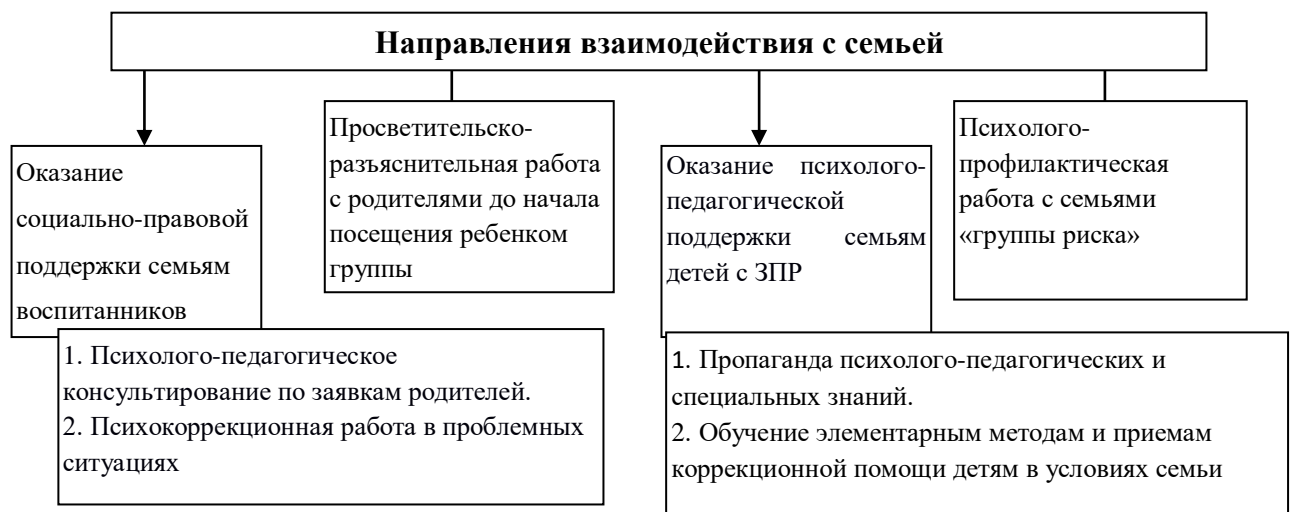 Направления взаимодействия с семьей
Оказание
социально-правовой
поддержки семьям
воспитанников
Просветительско-
разъяснительная работа
с родителями до начала
посещения ребенком
группы
Оказание психолого-
педагогической
поддержки семьям
детей с ЗПР
Психолого-
профилактическая
работа с семьями
«группы риска»
1. Психолого-педагогическое
консультирование по заявкам родителей.
2. Психокоррекционная работа в проблемных
ситуациях
1. Пропаганда психолого-педагогических и
специальных знаний.
2. Обучение элементарным методам и приемам
коррекционной помощи детям в условиях семьи